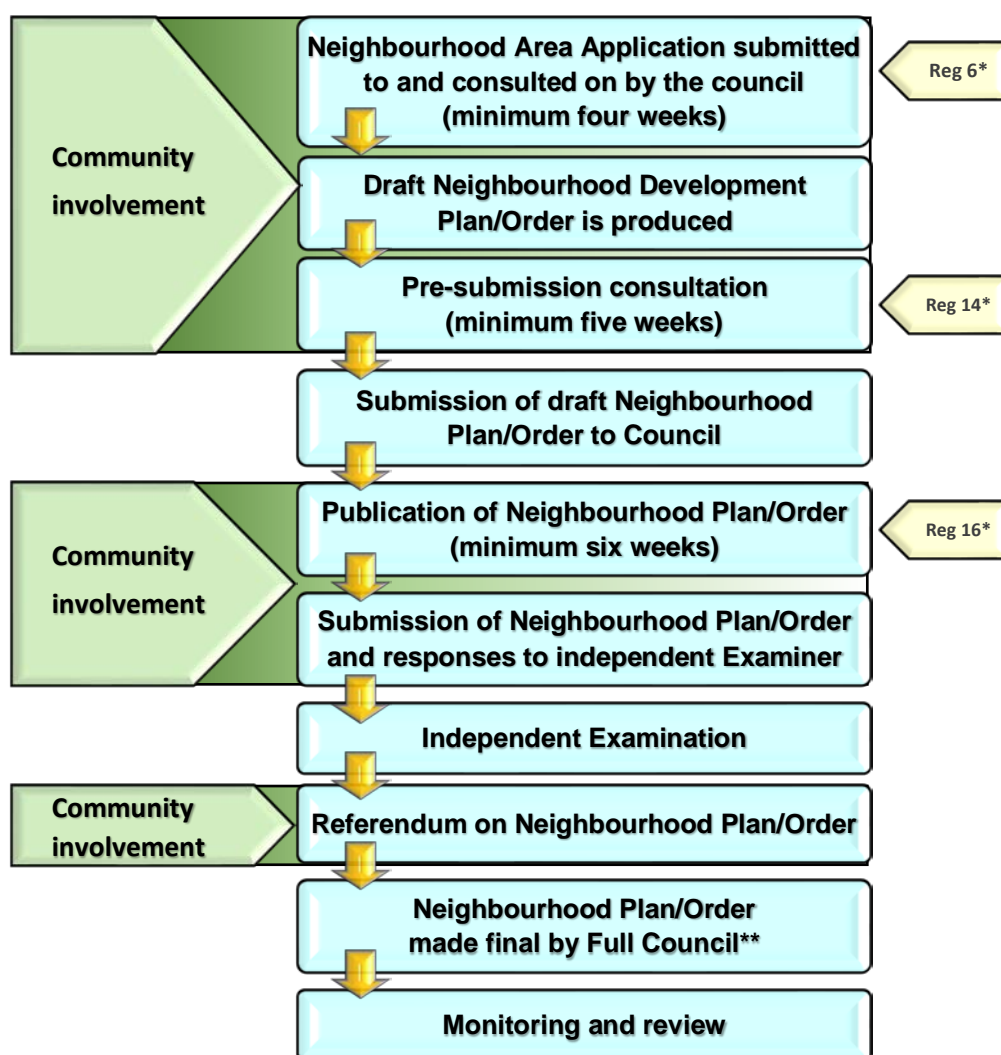 Neighbourhood Area Application submitted
to and consulted on by the council
(minimum four weeks)
Reg 6*
Community
involvement
Draft Neighbourhood Development
Plan/Order is produced
Pre-submission consultation
(minimum five weeks)
Reg 14*
Submission of draft Neighbourhood
Plan/Order to Council
Publication of Neighbourhood Plan/Order
(minimum six weeks)
Reg 16*
Community
involvement
Submission of Neighbourhood Plan/Order
and responses to independent Examiner
Independent Examination
Community
involvement
Referendum on Neighbourhood Plan/Order
Neighbourhood Plan/Order
made final by Full Council**
Monitoring and review